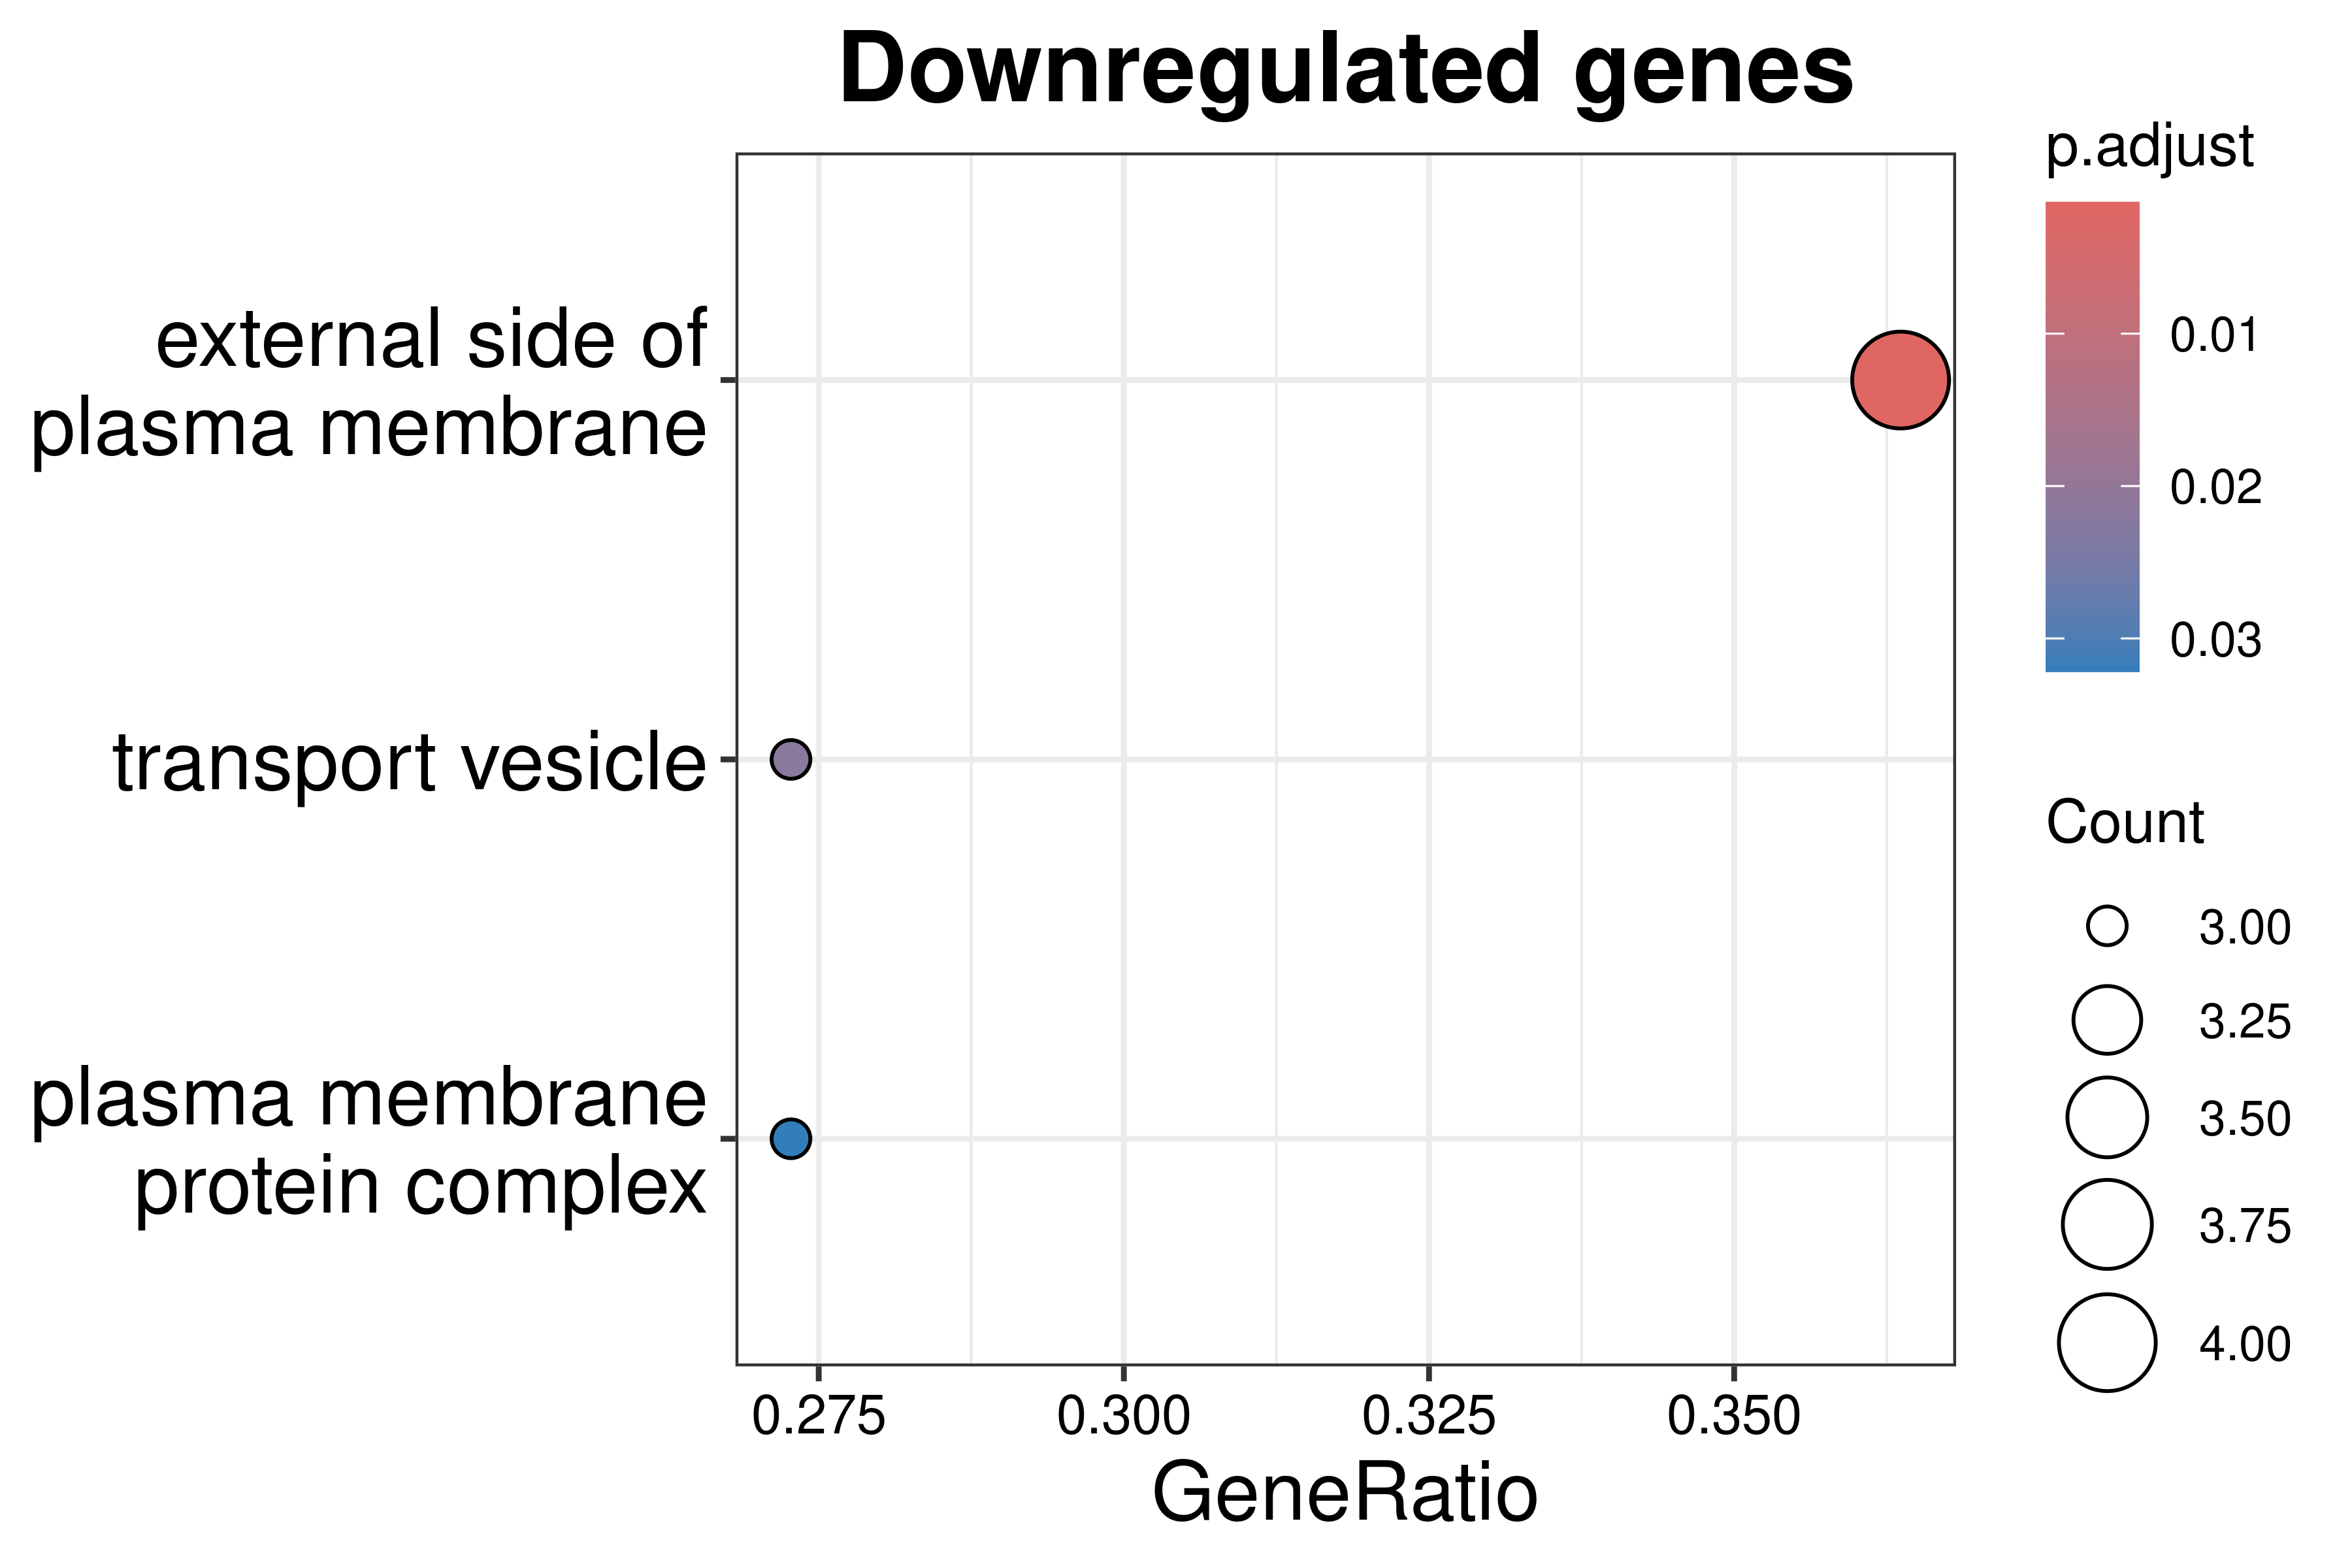 Downregulated genes
external side of
plasma membrane
transport vesicle
plasma membrane
protein complex
0.275
0.300
0.325
0.350
GeneRatio
p.adjust
0.01
0.02
0.03
Count
3.00
3.25
3.50
3.75
4.00